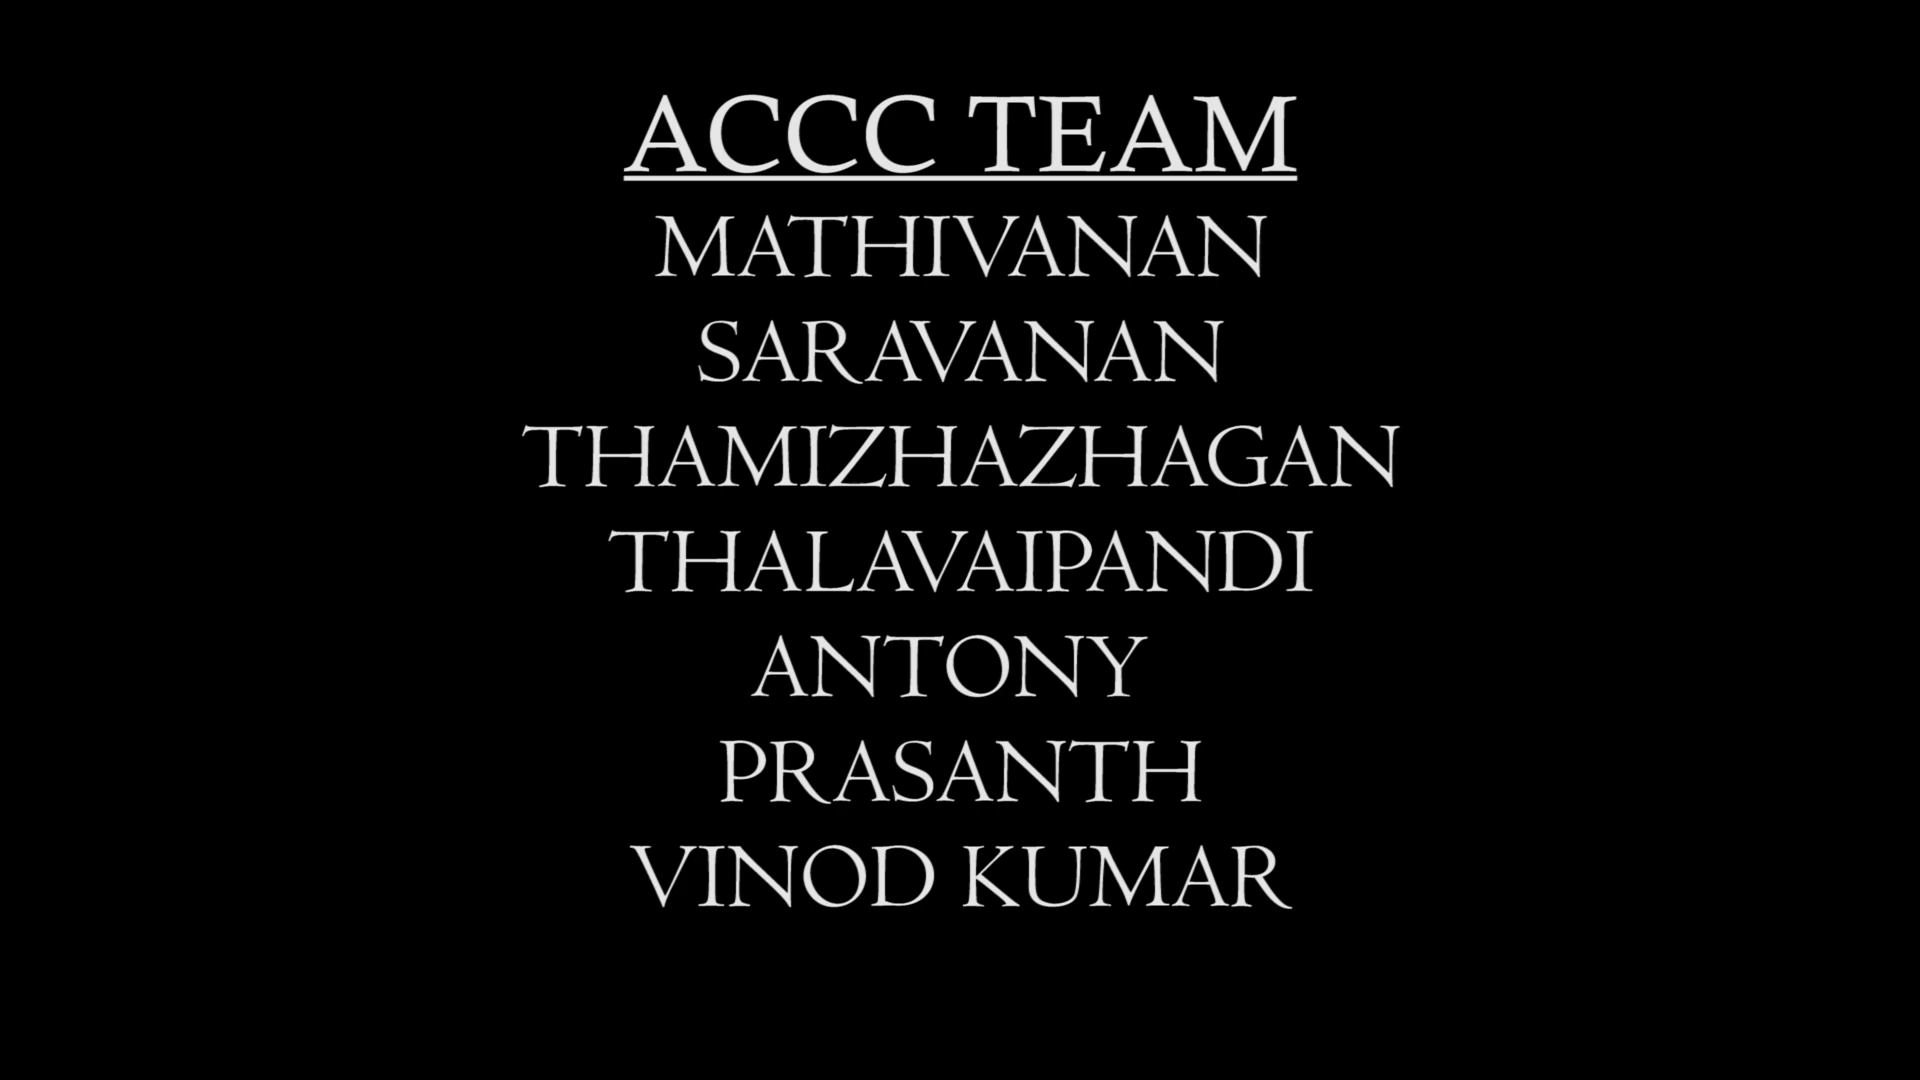 ACCC TEAM
MATHIVANAN
SARAVANAN
THAMIZHAZHAGAN
THALAVAIPANDI
ANTONY
PRASANTH
VINOD KUMAR